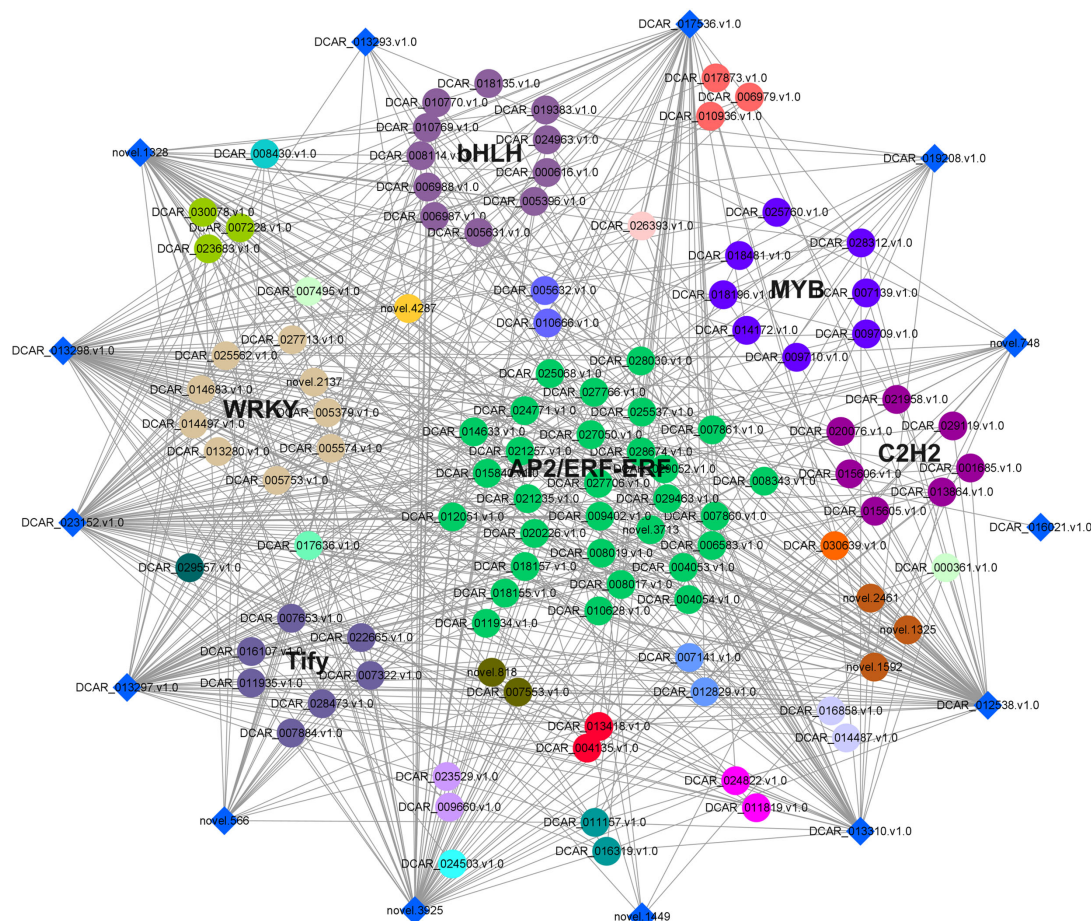 DCAR_017536.v1.0
DCAR_013293.v1.0
DCAR_017873.v1.0
DCAR_018135.v1.0
DCAR_006979.v1.0
DCAR_010770.v1.0
DCAR_019383.v1.0
DCAR_010936.v1.0
DCAR_010769.v1.0
DCAR_024963.v1.0
novel.1328
DCAR_008430.v1.0
DCAR_008114.v1.0
bHLH
DCAR_019208.v1.0
DCAR_000616.v1.0
DCAR_006988.v1.0
DCAR_005396.v1.0
DCAR_030078.v1.0
DCAR_006987.v1.0
DCAR_025760.v1.0
DCAR_007228.v1.0
DCAR_026393.v1.0
DCAR_005631.v1.0
DCAR_023683.v1.0
DCAR_028312.v1.0
DCAR_018481.v1.0
DCAR_007495.v1.0
DCAR_005632.v1.0
MYB
DCAR_018196.v1.0
DCAR_007139.v1.0
novel.4287
DCAR_010666.v1.0
DCAR_014172.v1.0
DCAR_009709.v1.0
DCAR_027713.v1.0
novel.748
DCAR_013298.v1.0
DCAR_025562.v1.0
DCAR_009710.v1.0
DCAR_028030.v1.0
DCAR_025068.v1.0
novel.2137
DCAR_014683.v1.0
DCAR_027766.v1.0
DCAR_021958.v1.0
WRKY
DCAR_005379.v1.0
DCAR_024771.v1.0
DCAR_025537.v1.0
DCAR_014497.v1.0
DCAR_029119.v1.0
DCAR_014633.v1.0
DCAR_027050.v1.0
DCAR_007861.v1.0
DCAR_020076.v1.0
DCAR_013280.v1.0
DCAR_005574.v1.0
DCAR_021257.v1.0
DCAR_028674.v1.0
C2H2
AP2/ERF-ERF
DCAR_005753.v1.0
DCAR_015606.v1.0
DCAR_001685.v1.0
DCAR_027706.v1.0
DCAR_008343.v1.0
DCAR_013864.v1.0
DCAR_021235.v1.0
DCAR_029463.v1.0
DCAR_015605.v1.0
DCAR_023152.v1.0
DCAR_012051.v1.0
DCAR_009402.v1.0
DCAR_007860.v1.0
DCAR_016021.v1.0
novel.3713
DCAR_020226.v1.0
DCAR_017636.v1.0
DCAR_006583.v1.0
DCAR_030639.v1.0
DCAR_008019.v1.0
DCAR_029557.v1.0
DCAR_018157.v1.0
DCAR_004053.v1.0
DCAR_000361.v1.0
DCAR_008017.v1.0
DCAR_018155.v1.0
DCAR_004054.v1.0
novel.2461
DCAR_010628.v1.0
DCAR_007653.v1.0
DCAR_011934.v1.0
novel.1325
DCAR_022665.v1.0
DCAR_016107.v1.0
Tify
DCAR_007141.v1.0
novel.1592
novel.818
DCAR_007322.v1.0
DCAR_011935.v1.0
DCAR_013297.v1.0
DCAR_007553.v1.0
DCAR_012829.v1.0
DCAR_028473.v1.0
DCAR_012538.v1.0
DCAR_016858.v1.0
DCAR_013418.v1.0
DCAR_007884.v1.0
DCAR_014487.v1.0
DCAR_004135.v1.0
DCAR_023529.v1.0
DCAR_024822.v1.0
DCAR_009660.v1.0
DCAR_011819.v1.0
novel.566
DCAR_011157.v1.0
DCAR_013310.v1.0
DCAR_016319.v1.0
DCAR_024503.v1.0
novel.3925
novel.1449